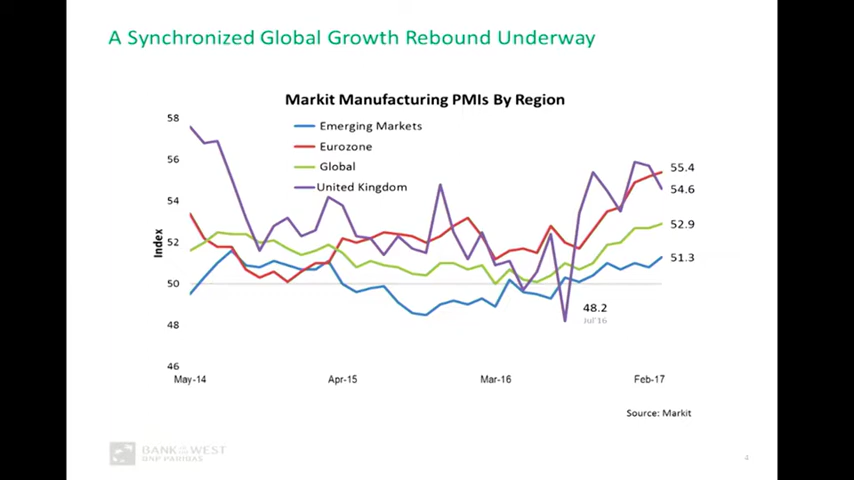 A Synchronized Global Growth Rebound Underway
Markit Manufacturing PMIs By Region
58
56
54
52
50
48
46
Index
Emerging Markets
Eurozone
Global
United Kingdom
55.4
54.6
52.9
51.3
48.2
Jul'16
May-14
Apr-15
Mar-16
Feb-17
Source: Markit
BANK OF THE WEST
BNP PARIBAS
4